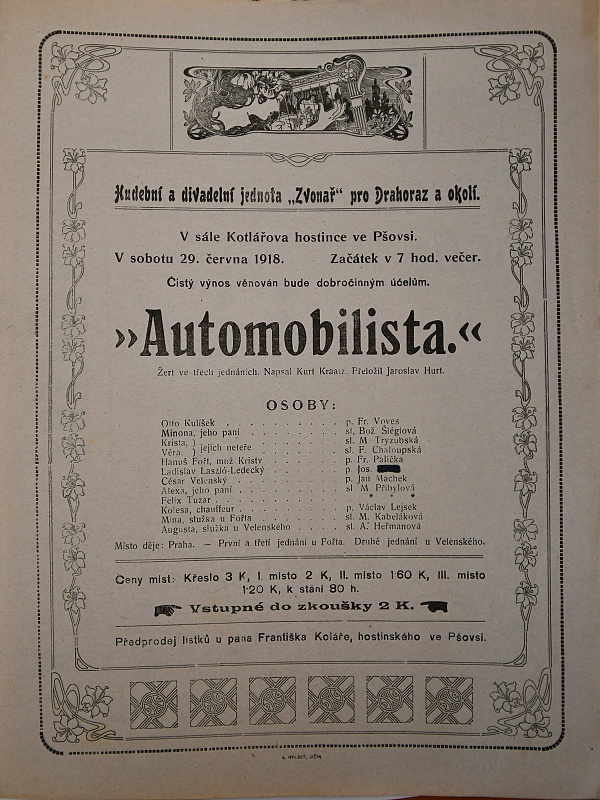 Hudební a divadelní jednota „Zvonař" pro Drahoraz a okolí.
V sále Kotlářova hostince ve Pšovsi.
V sobotu 29. června 1918. Začátek v 7 hod. večer.
Čistý výnos věnován bude dobročinným účelům.
»Automobilista.«
Žert ve třech jednáních. Napsal Kurt Kraatz. Přeložil Jaroslav Hurt.
OSOBY:
Otto Kulíšek . . . . . . . . . p. Fr. Voves
Minona, jeho paní . . . . . . . sl. Bož Šléglová
Krista, ) jejich neteře . . . . . sl. M Tryzubská
Věra, ) . . . . . sl. F. Chaloupská
Hanuš Fořt, muž Kristy . . . . . p. Fr. Palička
Ladislav Laszló-Ledecký . . . . . p Jos.
César Velenský . . . . . . . p. Jan Machek
Alexa, jeho paní . . . . . . . sl. M Přibylová
Felix Tuzar . . . . . . . . . * * *
Kolesa, chauffeur . . . . . . . p. Václav Lejsek
Mina, služka u Fořta . . . . . . sl. M. Kabeláková
Augusta, služka u Velenského . . . . sl. A. Heřmanová
Místo děje: Praha. — První a třetí jednání u Fořta. Druhé jednání u Velenského.
Ceny míst: Křeslo 3 K, I. místo 2 K, II. místo 1·60 K, III. místo
1·20 K, k stání 80 h.
Vstupné do zkoušky 2 K.
Předprodej lístků u pana Františka Koláře, hostinského ve Pšovsi.